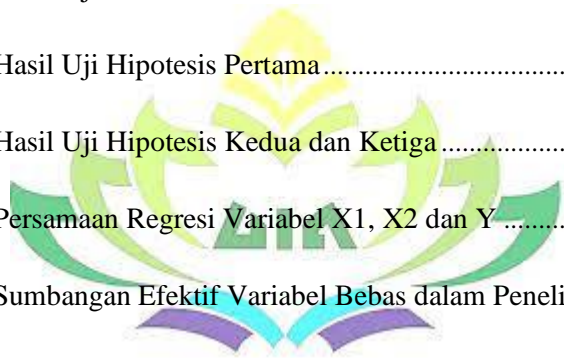 Hasil Uji Hipotesis Pertama................................
Hasil Uji Hipotesis Kedua dan Ketiga..................
Persamaan Regresi Variabel X1, X2 dan Y.........
Sumbangan Efektif Variabel Bebas dalam Peneli